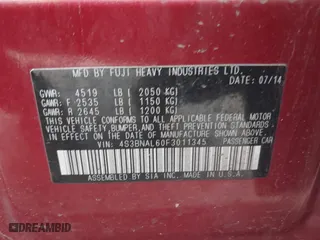 MFD BY FUJI HEAVY INDUSTRIES LTD.
07/14
GVWR: 4519 LB ( 2050 KG)
GAWR: F 2535 LB ( 1150 KG)
GAWR: R 2645 LB ( 1200 KG)
THIS VEHICLE CONFORMS TO ALL APPLICABLE FEDERAL MOTOR VEHICLE
SAFETY, BUMPER, AND THEFT PREVENTION STANDARDS
IN EFFECT ON THE DATE OF MANUFACTURE SHOWN ABOVE.
VIN: 4S3BNAL60F3011345 PASSENGER CAR
ASSEMBLED BY SIA INC. MADE IN U.S.A.